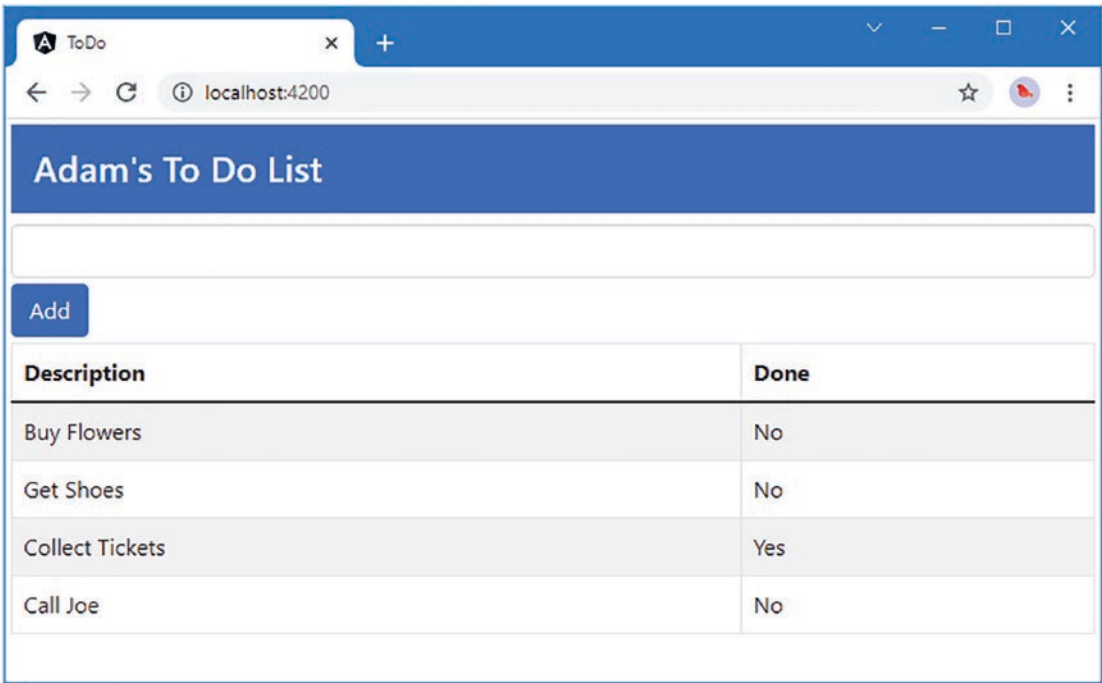 ToDo
localhost:4200
Adam's To Do List
Add
Description Done
Buy Flowers No
Get Shoes No
Collect Tickets Yes
Call Joe No